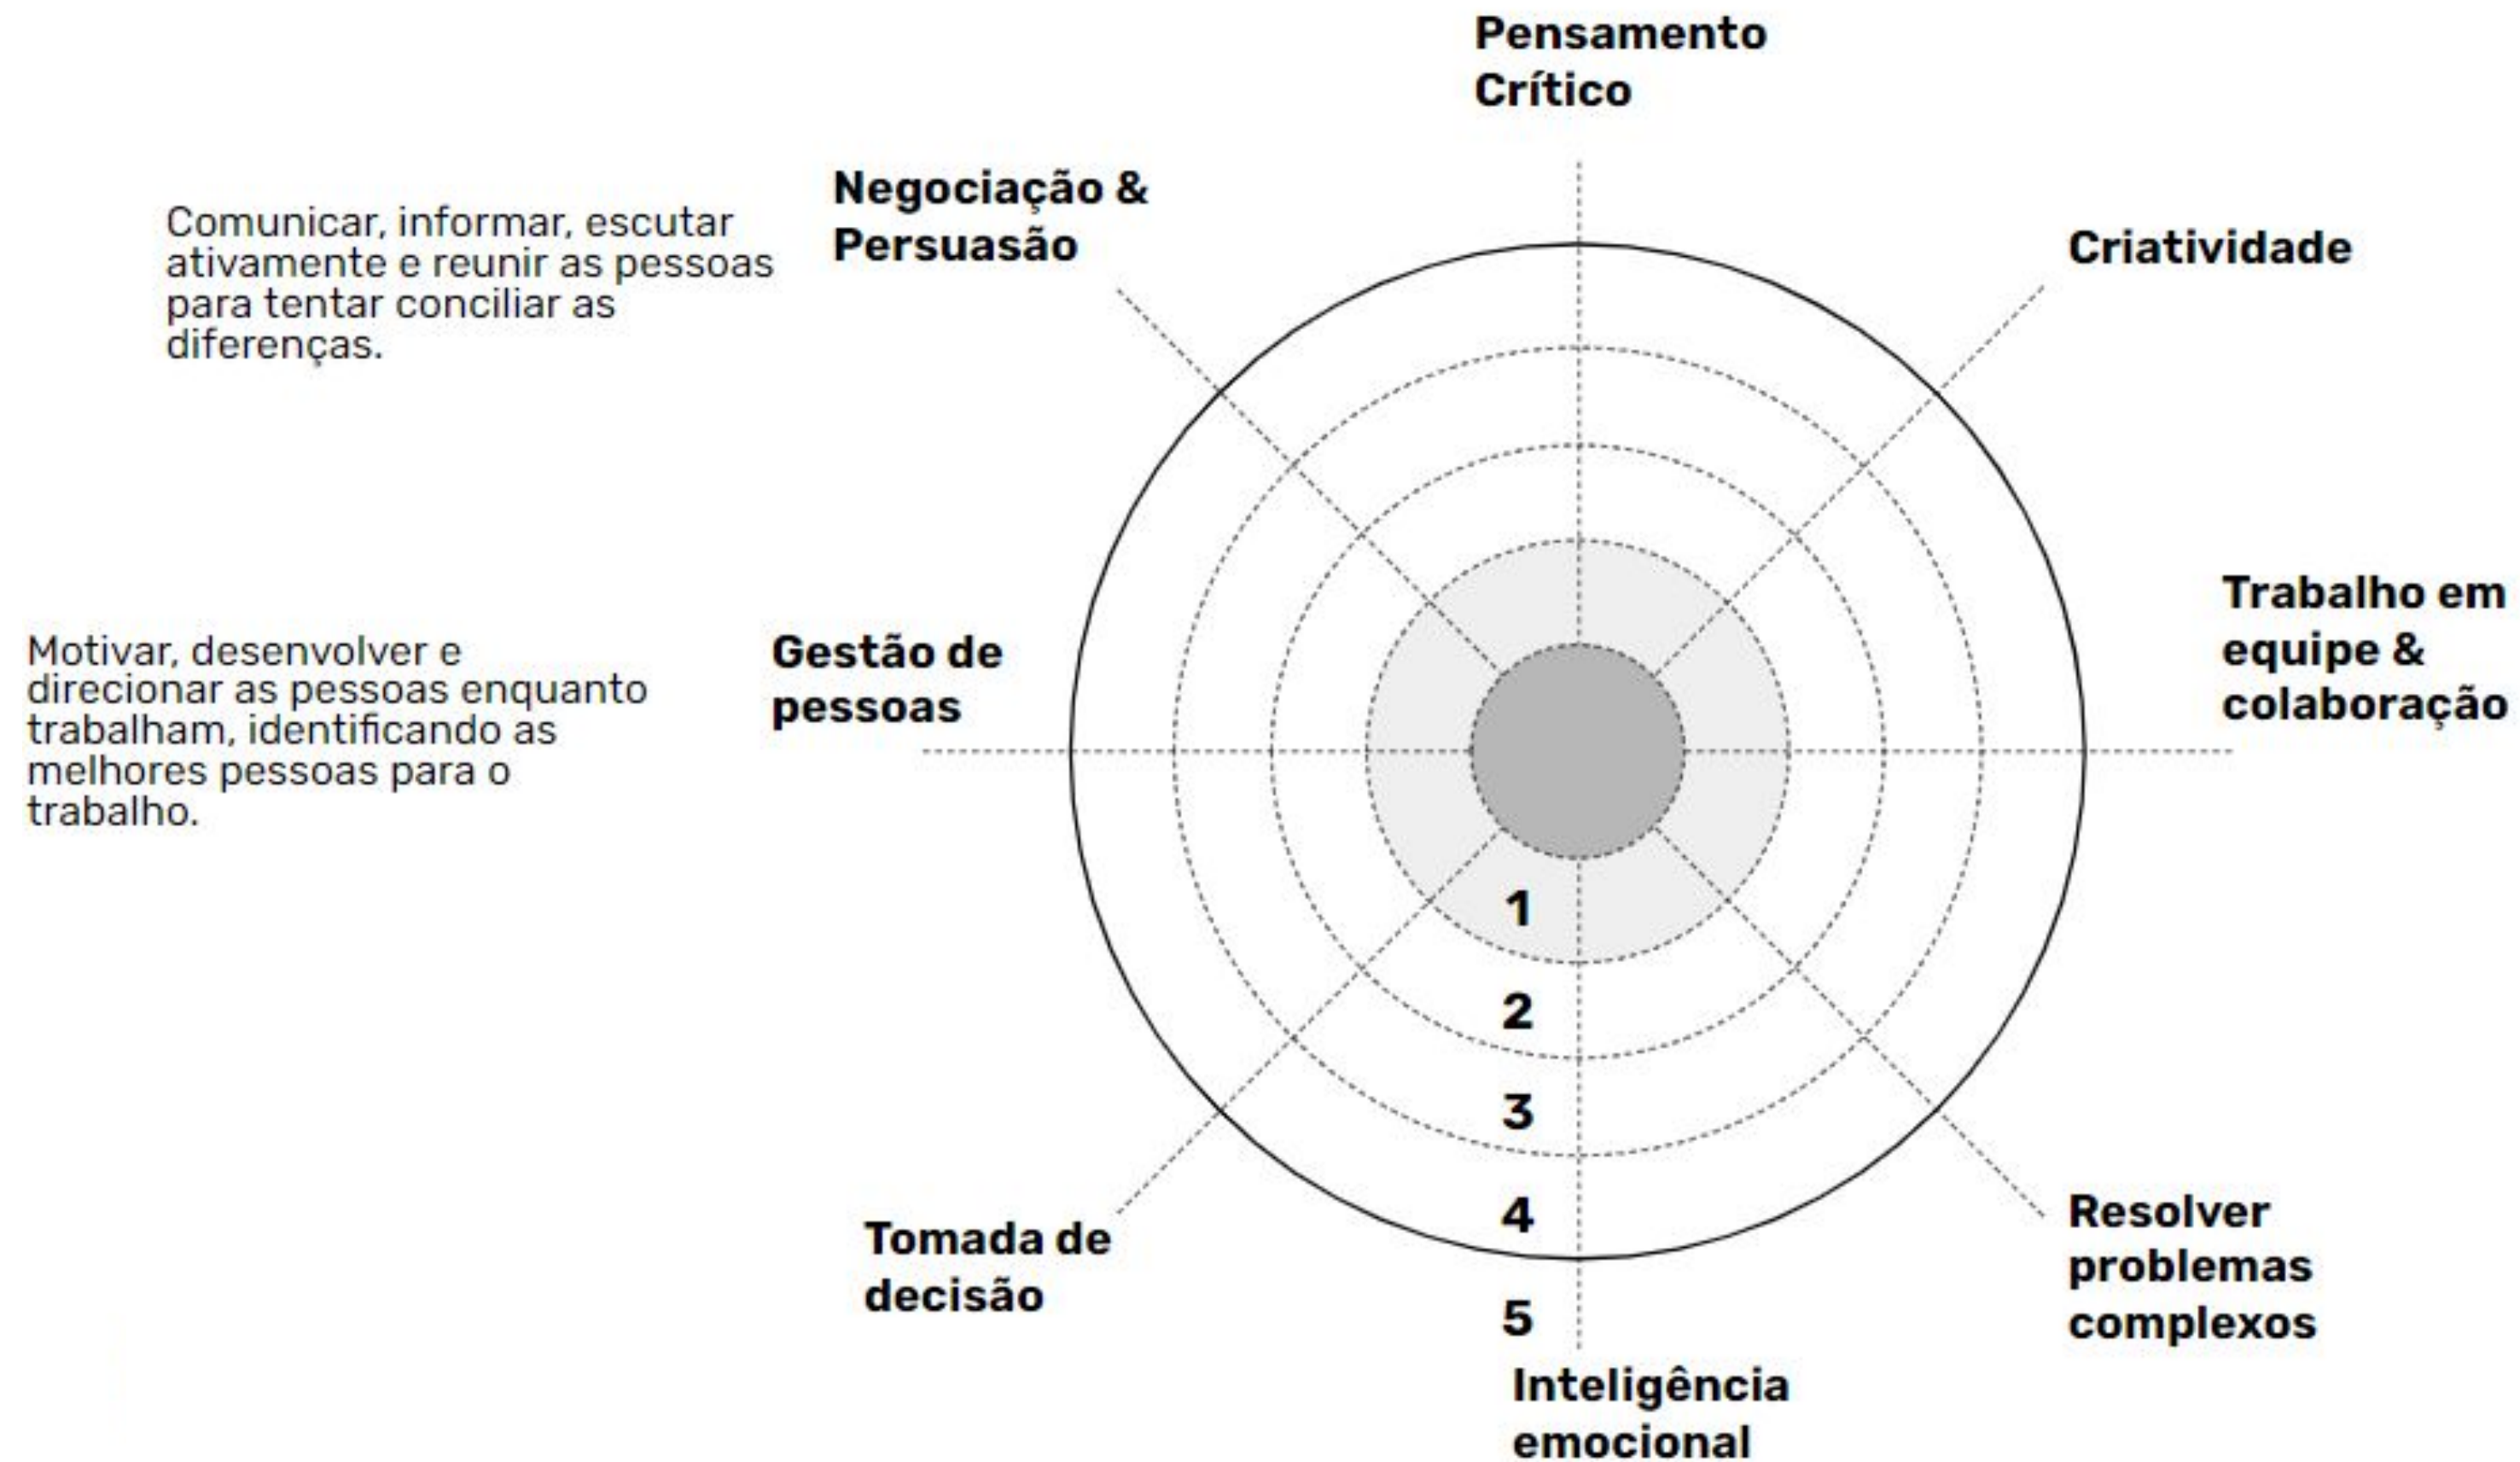 Pensamento
Crítico
Negociação &
Persuasão
Comunicar, informar, escutar
ativamente e reunir as pessoas
para tentar conciliar as
diferenças.
Criatividade
Trabalho em
equipe &
colaboração
Gestão de
pessoas
Motivar, desenvolver e
direcionar as pessoas enquanto
trabalham, identificando as
melhores pessoas para o
trabalho.
1
2
3
4
5
Tomada de
decisão
Resolver
problemas
complexos
Inteligência
emocional